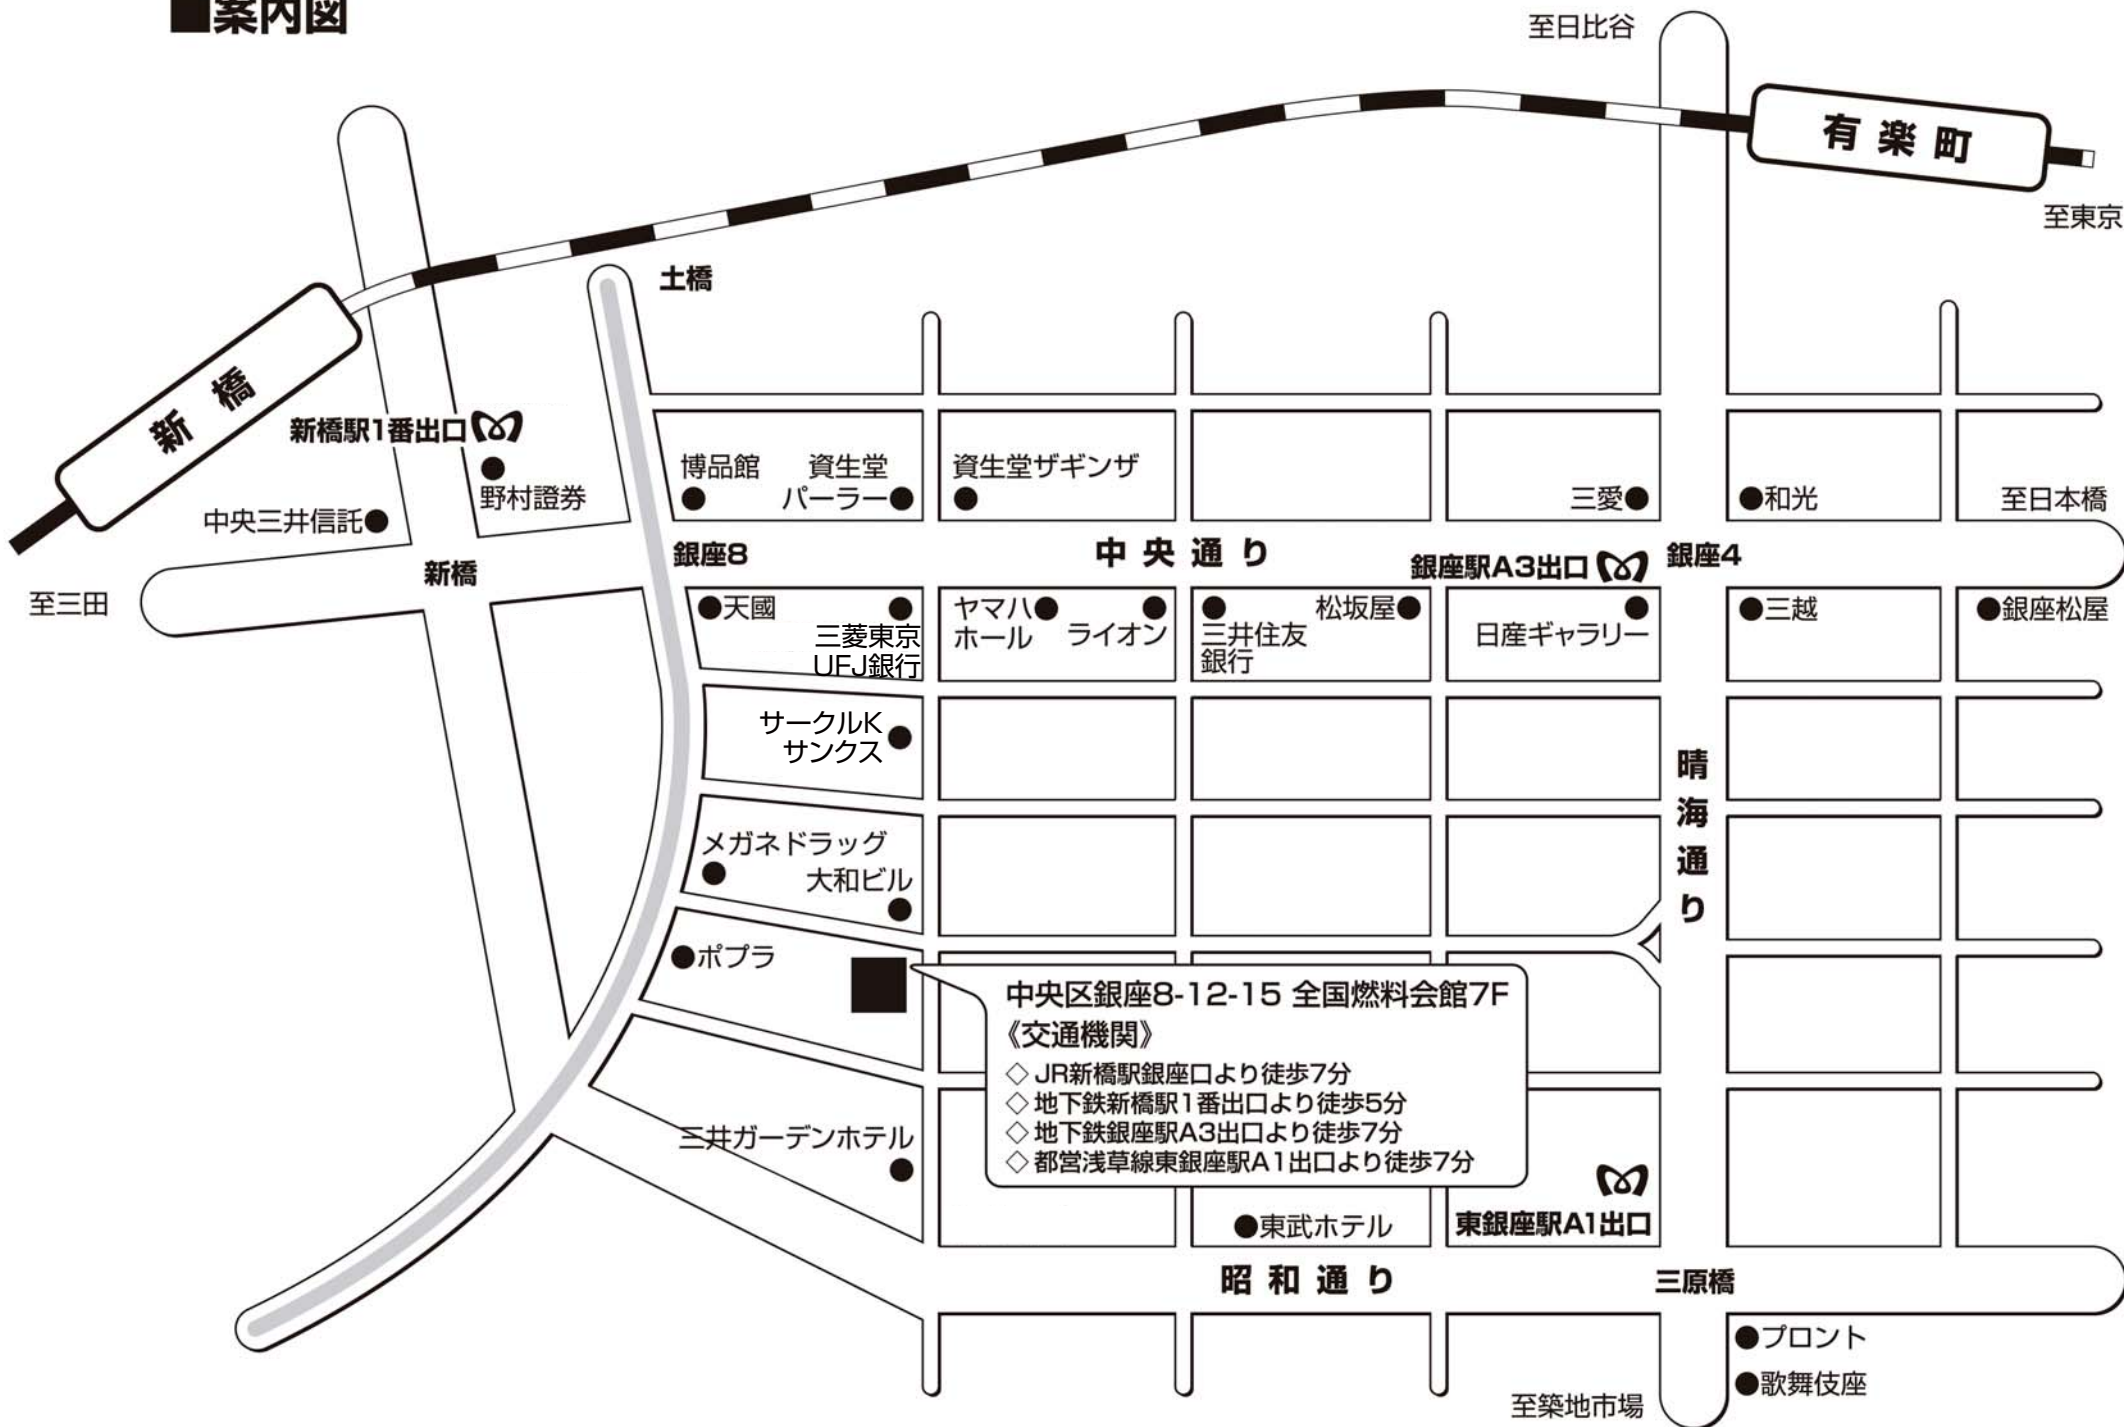 ■案内図
至日比谷
有楽町
至東京
土橋
新橋
新橋駅1番出口
野村證券
中央三井信託
新橋
至三田
博品館
資生堂
パーラー
資生堂ザギンザ
三愛
和光
至日本橋
銀座8
中央通り
銀座駅A3出口
銀座4
天國
三菱東京
UFJ銀行
ヤマハ
ホール
ライオン
三井住友
銀行
松坂屋
日産ギャラリー
三越
銀座松屋
サークルK
サンクス
晴海通り
メガネドラッグ
大和ビル
ポプラ
中央区銀座8-12-15 全国燃料会館7F
《交通機関》
◇JR新橋駅銀座口より徒歩7分
◇地下鉄新橋駅1番出口より徒歩5分
◇地下鉄銀座駅A3出口より徒歩7分
◇都営浅草線東銀座駅A1出口より徒歩7分
三井ガーデンホテル
東武ホテル
東銀座駅A1出口
昭和通り
三原橋
プロント
歌舞伎座
至築地市場